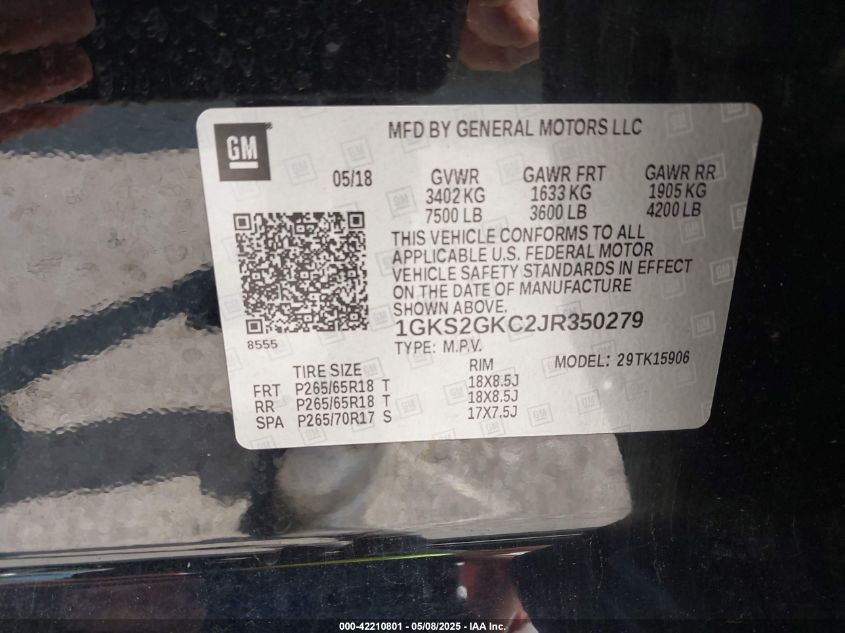 GM
MFD BY GENERAL MOTORS LLC
05/18
GVWR
3402 KG
7500 LB
GAWR FRT
1633 KG
3600 LB
GAWR RR
1905 KG
4200 LB
THIS VEHICLE CONFORMS TO ALL
APPLICABLE U.S. FEDERAL MOTOR
VEHICLE SAFETY STANDARDS IN EFFECT
ON THE DATE OF MANUFACTURE
SHOWN ABOVE.
8555
1GKS2GKC2JR350279
TYPE: M.P.V.
MODEL: 29TK15906
TIRE SIZE RIM
FRT P265/65R18 T 18X8.5J
RR P265/65R18 T 18X8.5J
SPA P265/70R17 S 17X7.5J
000-42210801 - 05/08/2025 - IAA Inc.